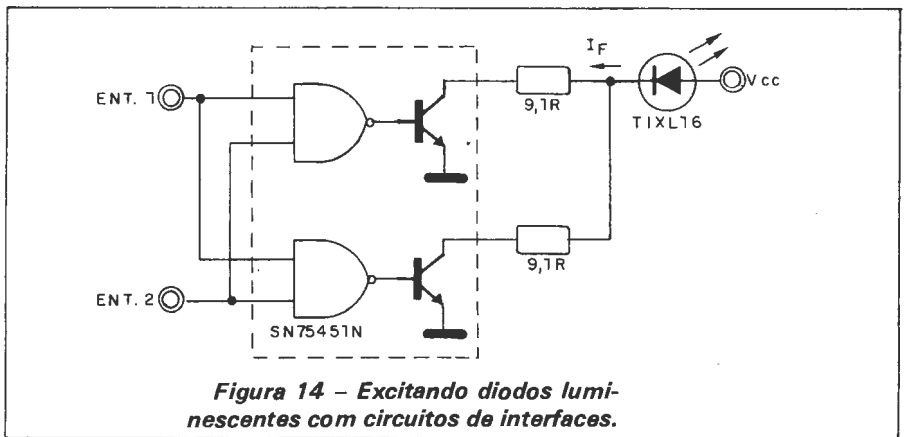 I_F
Vcc
ENT. 1
9,1R
TIXL16
9,1R
ENT. 2
SN75451N
Figura 14 – Excitando diodos lumi-
nescentes com circuitos de interfaces.